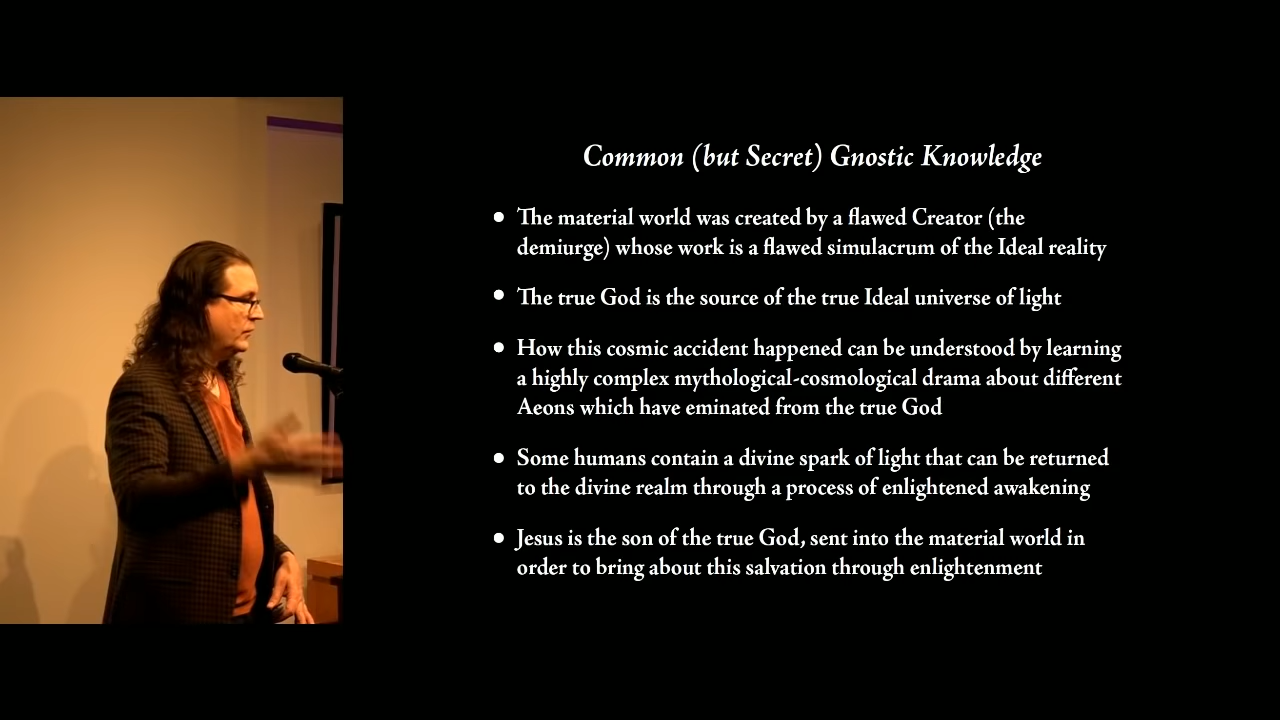 Common (but Secret) Gnostic Knowledge
• The material world was created by a flawed Creator (the
demiurge) whose work is a flawed simulacrum of the Ideal reality
• The true God is the source of the true Ideal universe of light
• How this cosmic accident happened can be understood by learning
a highly complex mythological-cosmological drama about different
Aeons which have eminated from the true God
• Some humans contain a divine spark of light that can be returned
to the divine realm through a process of enlightened awakening
• Jesus is the son of the true God, sent into the material world in
order to bring about this salvation through enlightenment